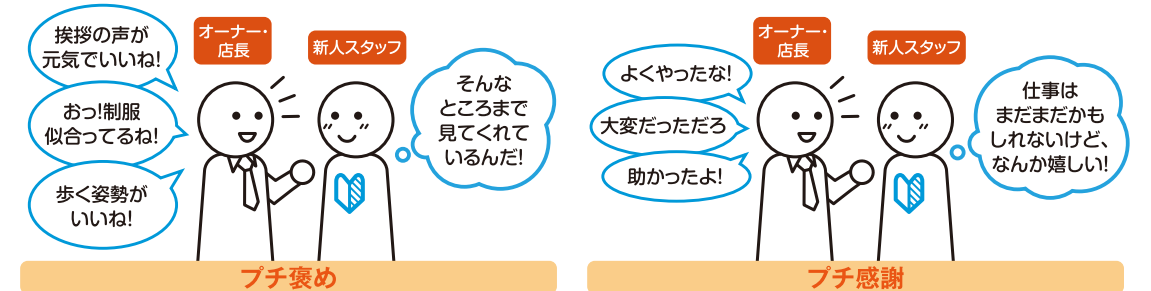 挨拶の声が
元気でいいね!
おっ!制服
似合ってるね!
歩く姿勢が
いいね!
オーナー・
店長
新人スタッフ
そんな
ところまで
見てくれて
いるんだ!
プチ褒め
よくやったな!
大変だっただろ
助かったよ!
オーナー・
店長
新人スタッフ
仕事は
まだまだかも
しれないけど、
なんか嬉しい!
プチ感謝